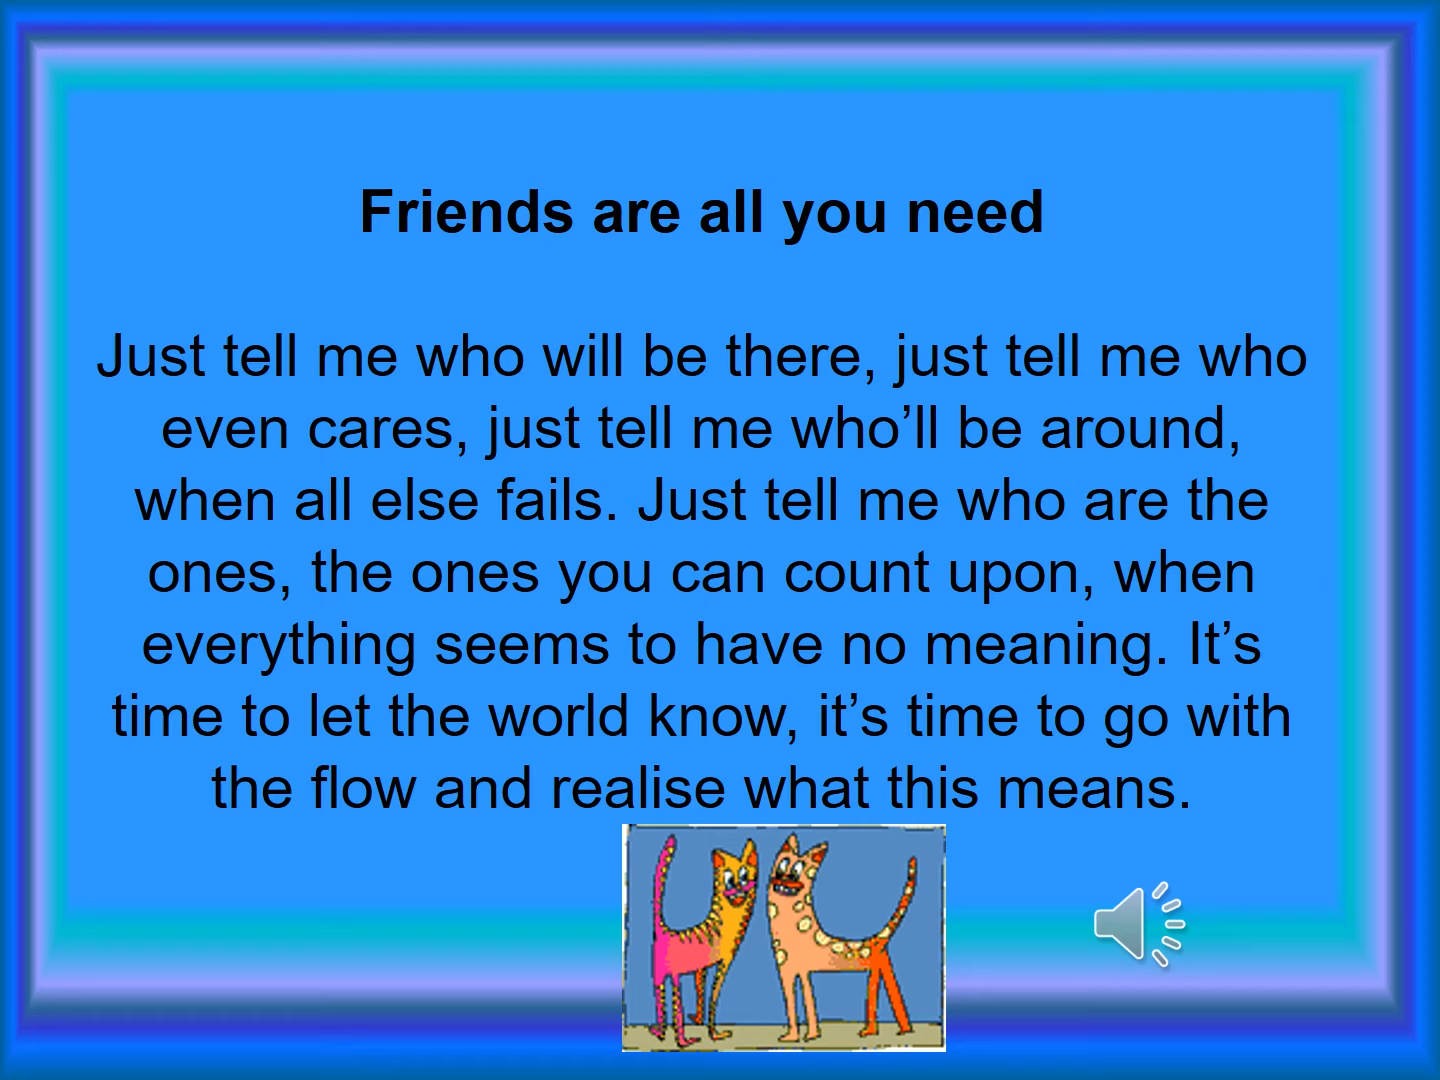 Friends are all you need
Just tell me who will be there, just tell me who
even cares, just tell me who’ll be around,
when all else fails. Just tell me who are the
ones, the ones you can count upon, when
everything seems to have no meaning. It’s
time to let the world know, it’s time to go with
the flow and realise what this means.